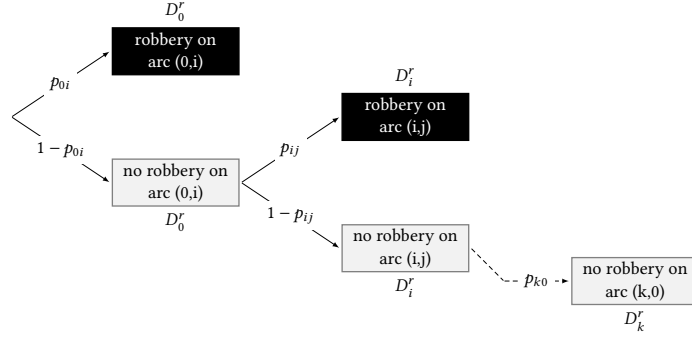 D_0^r
robbery on
arc (0,i)
p_{0i}
1−p_{0i}
no robbery on
arc (0,i)
D_0^r
D_i^r
robbery on
arc (i,j)
p_{ij}
1−p_{ij}
no robbery on
arc (i,j)
D_i^r
p_{k0}
no robbery on
arc (k,0)
D_k^r